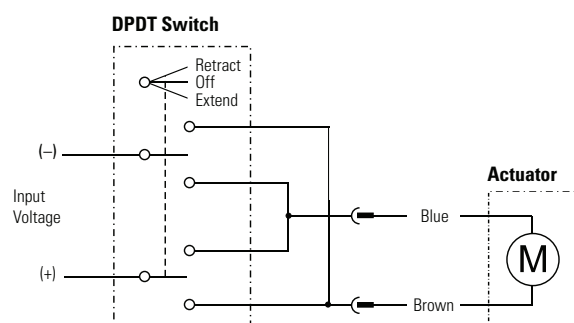 DPDT Switch
Retract
Off
Extend
(–)
Input
Voltage
(+)
Actuator
Blue
M
Brown